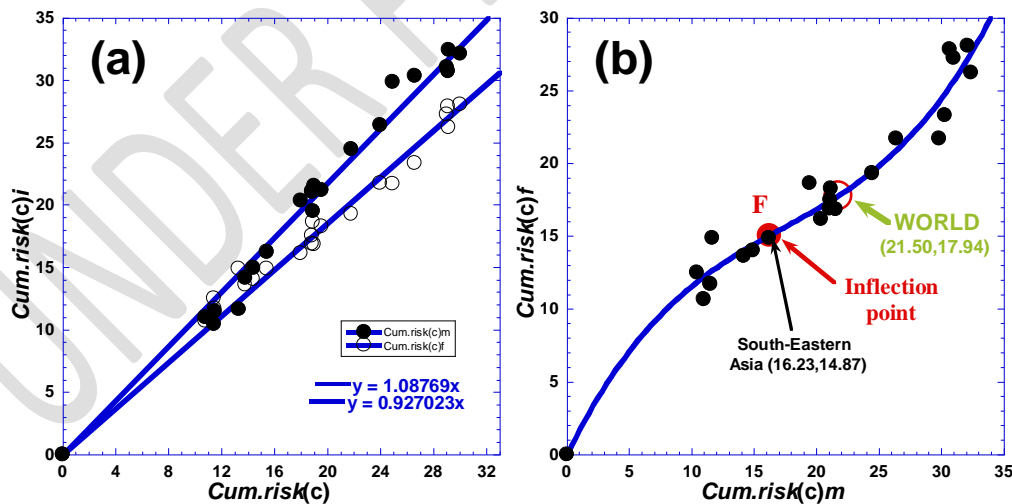 UNDER
(a)
Cum.risk(c)i
35
30
25
20
15
10
5
0
0 4 8 12 16 20 24 28 32
Cum.risk(c)
Cum.risk(c)m
Cum.risk(c)f
y = 1.08769x
y = 0.927023x
(b)
Cum.risk(c)f
30
25
20
15
10
5
0
0 5 10 15 20 25 30 35
Cum.risk(c)m
F
WORLD
(21.50,17.94)
Inflection
point
South-Eastern
Asia (16.23,14.87)